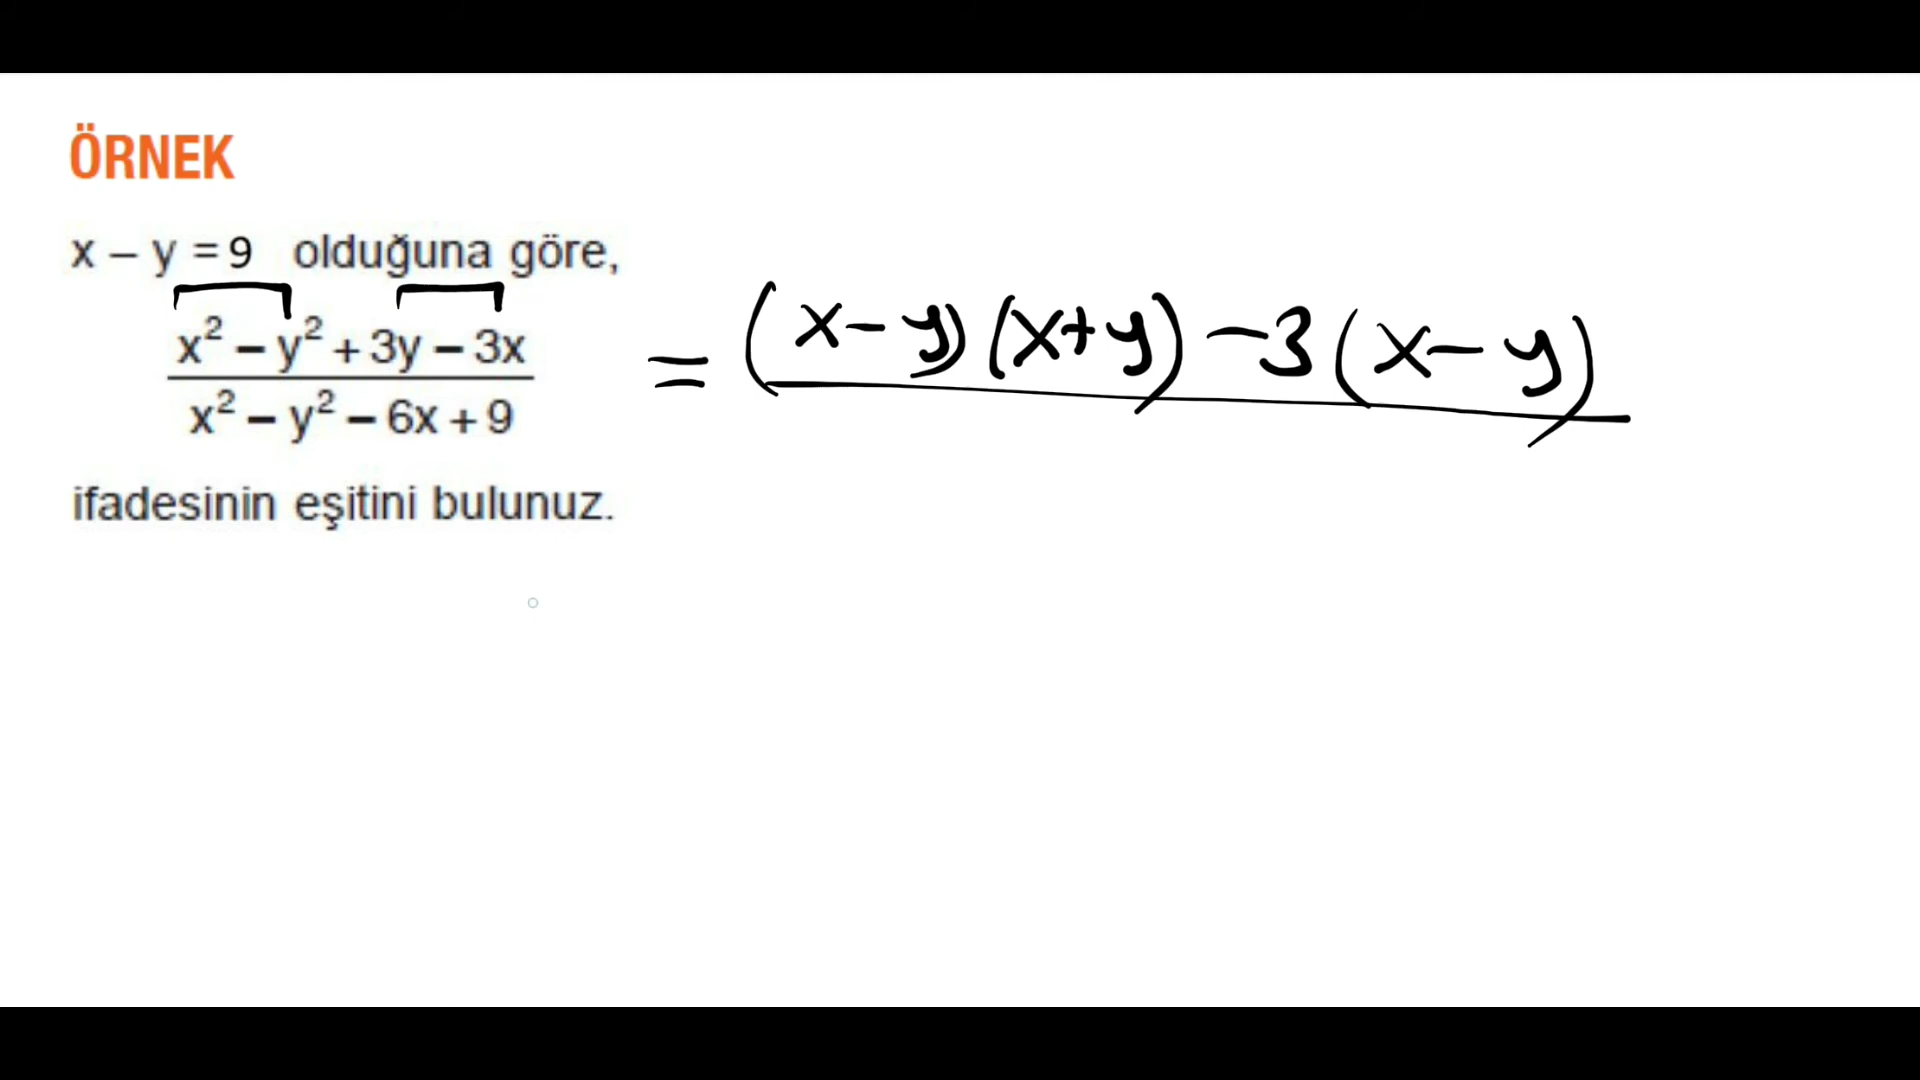 ÖRNEK
x – y = 9 olduğuna göre,
x² – y² + 3y – 3x
x² – y² – 6x + 9
= (x – y) (x + y) – 3 (x – y)
ifadesinin eşitini bulunuz.